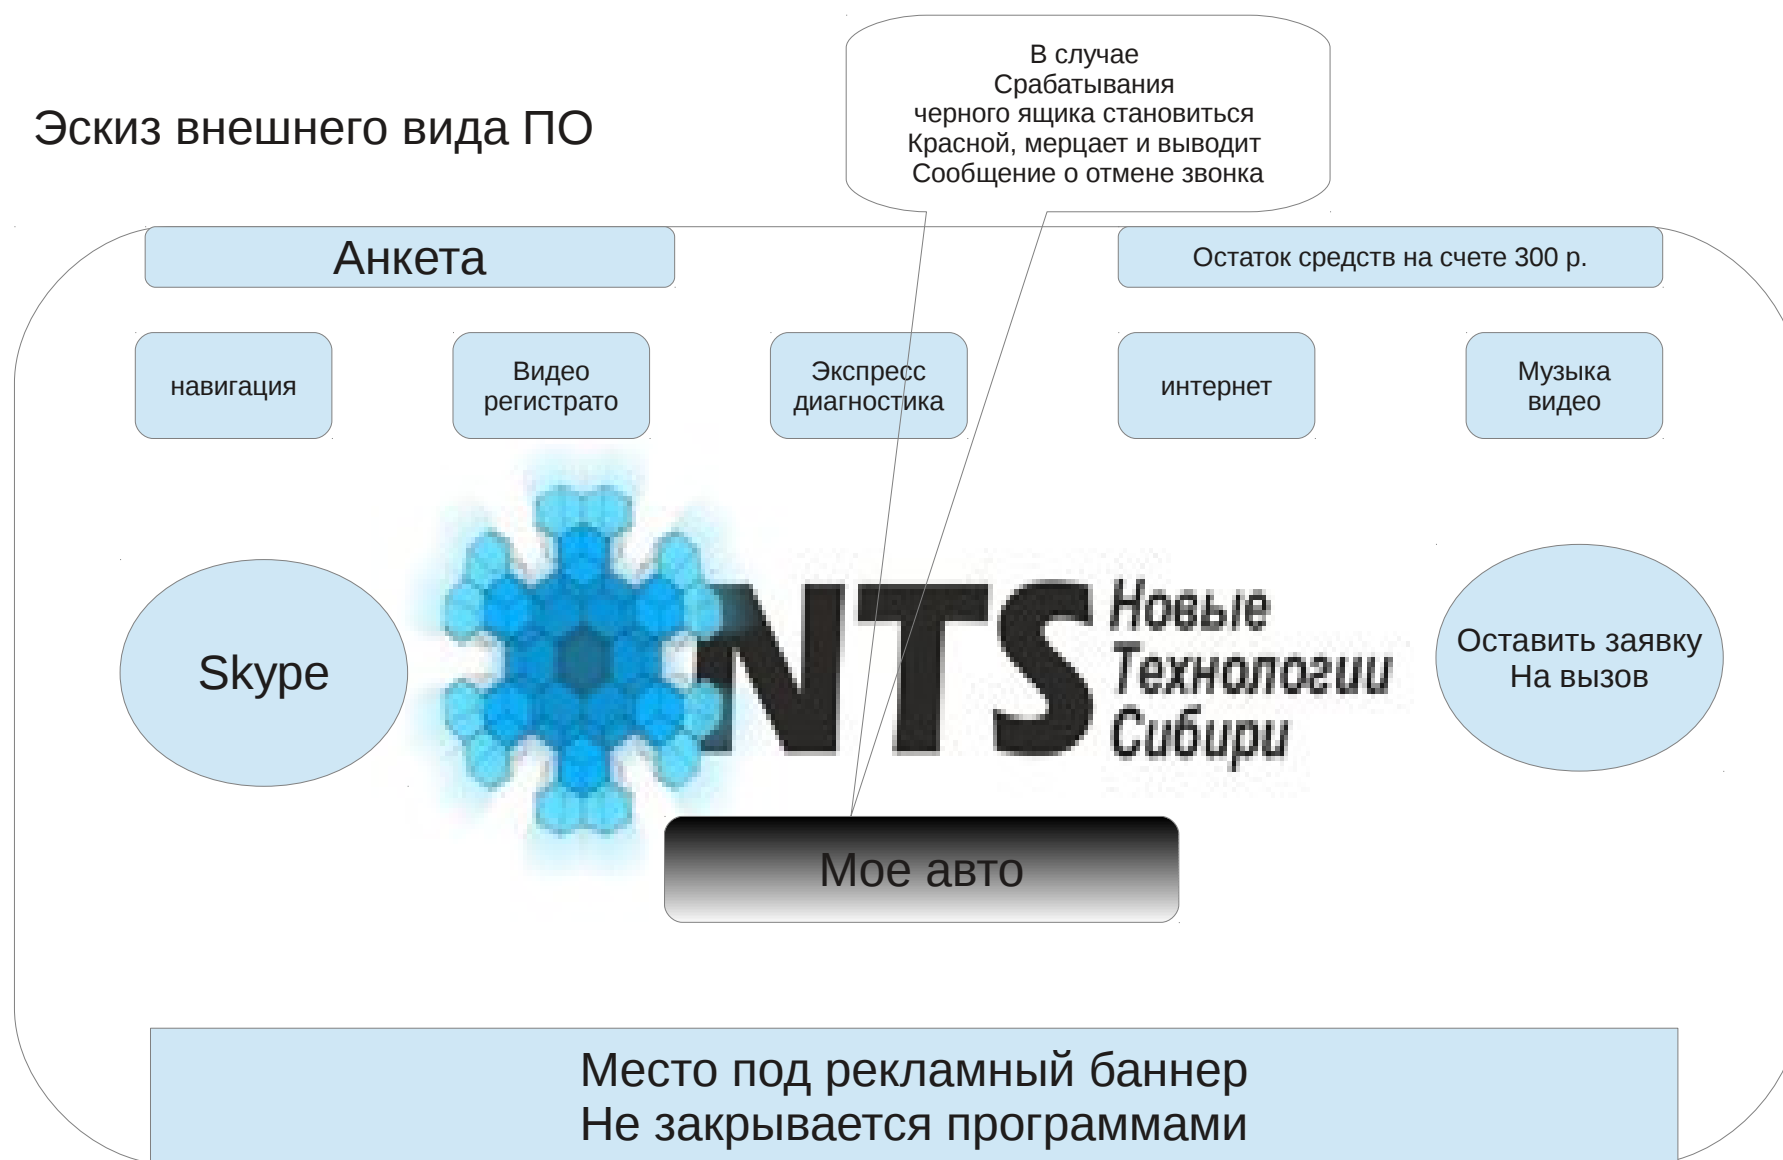 В случае
Срабатывания
черного ящика становиться
Красной, мерцает и выводит
Сообщение о отмене звонка
Эскиз внешнего вида ПО
Анкета
Остаток средств на счете 300 р.
навигация
Видео
регистрато
Экспресс
диагностика
интернет
Музыка
видео
Skype
NTS
Новые
Технологии
Сибири
Оставить заявку
На вызов
Мое авто
Место под рекламный баннер
Не закрывается программами